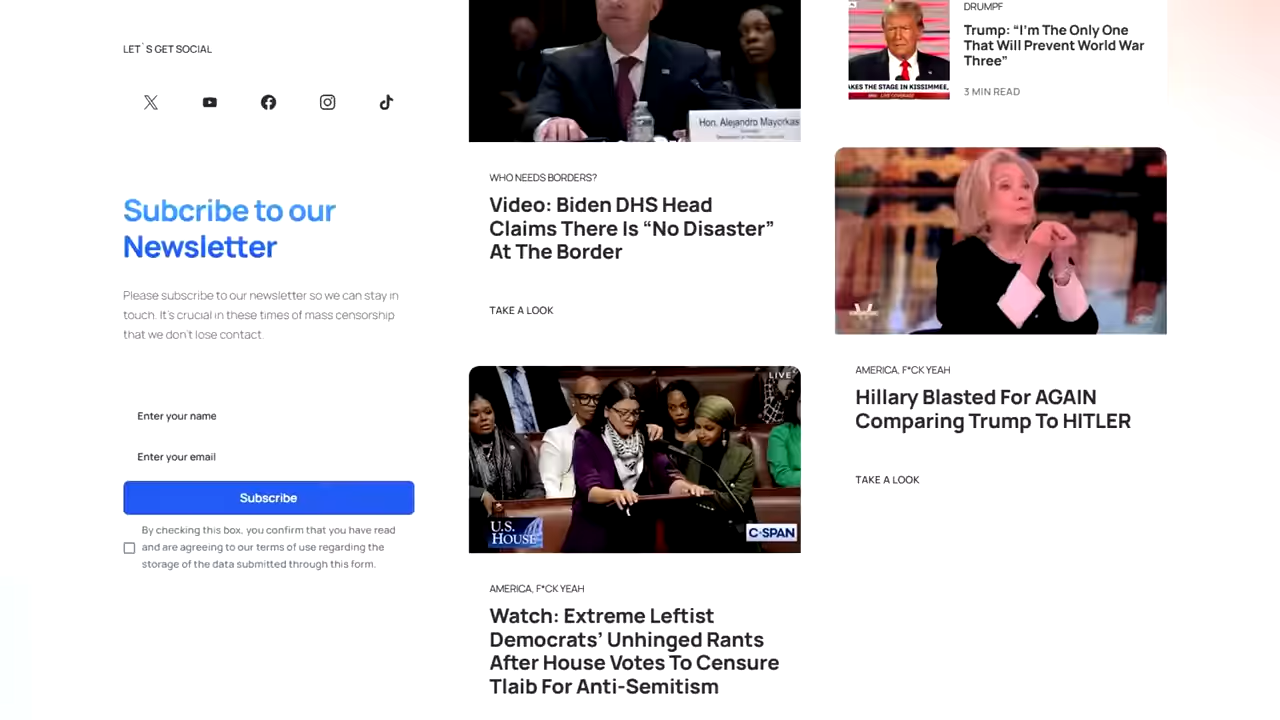 LET`S GET SOCIAL
Subcribe to our
Newsletter
Please subscribe to our newsletter so we can stay in
touch. It's crucial in these times of mass censorship
that we don't lose contact.
Enter your name
Enter your email
Subscribe
By checking this box, you confirm that you have read
and are agreeing to our terms of use regarding the
storage of the data submitted through this form.
Hon. Alejandro Mayorkas
WHO NEEDS BORDERS?
Video: Biden DHS Head
Claims There Is “No Disaster”
At The Border
TAKE A LOOK
LIVE
U.S.
HOUSE
C-SPAN
AMERICA, F*CK YEAH
Watch: Extreme Leftist
Democrats’ Unhinged Rants
After House Votes To Censure
Tlaib For Anti-Semitism
DRUMPF
Trump: “I’m The Only One
That Will Prevent World War
Three”
3 MIN READ
AKES THE STAGE IN KISSIMMEE,
LIVE COVERAGE
AMERICA, F*CK YEAH
Hillary Blasted For AGAIN
Comparing Trump To HITLER
TAKE A LOOK